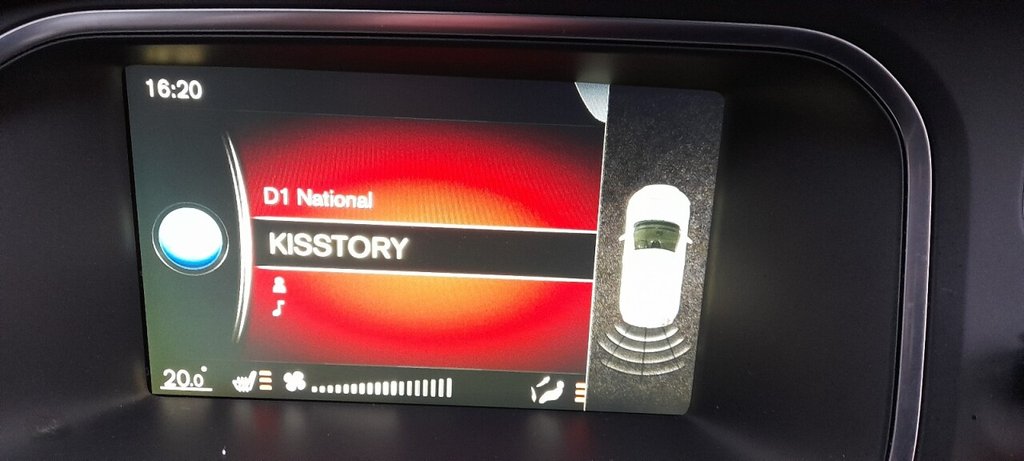 16:20
D1 National
KISSTORY
20.0°